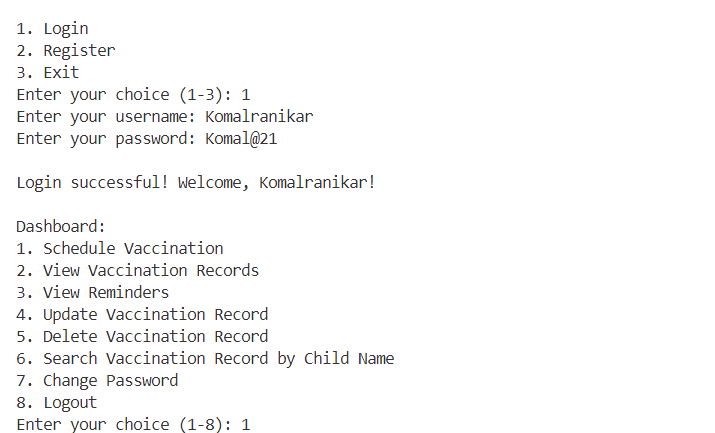 1. Login
2. Register
3. Exit
Enter your choice (1-3): 1
Enter your username: Komalranikar
Enter your password: Komal@21
Login successful! Welcome, Komalranikar!
Dashboard:
1. Schedule Vaccination
2. View Vaccination Records
3. View Reminders
4. Update Vaccination Record
5. Delete Vaccination Record
6. Search Vaccination Record by Child Name
7. Change Password
8. Logout
Enter your choice (1-8): 1